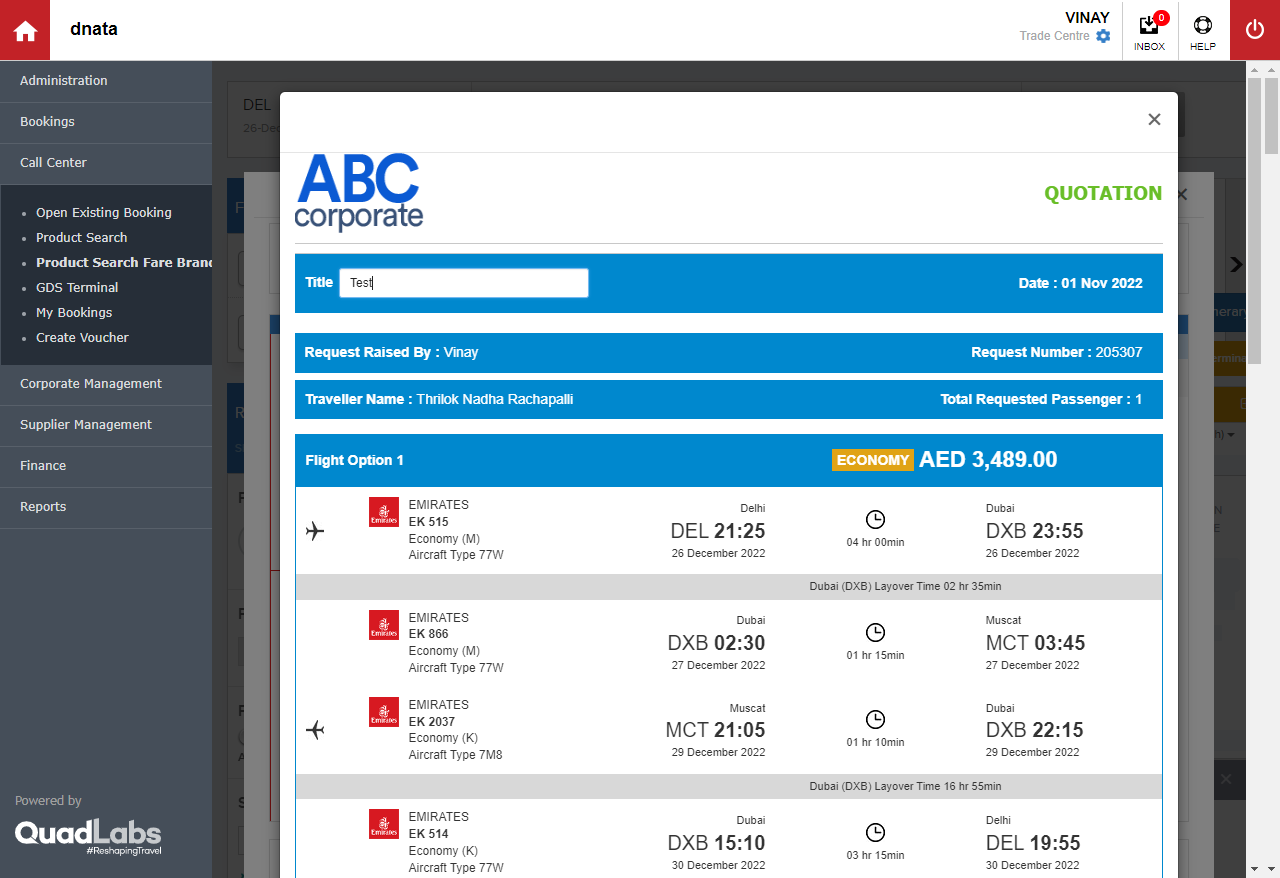 dnata
VINAY
Trade Centre
0
INBOX
HELP
Administration
Bookings
Call Center
Open Existing Booking
Product Search
Product Search Fare Brand
GDS Terminal
My Bookings
Create Voucher
Corporate Management
Supplier Management
Finance
Reports
Powered by
QuadLabs
#ReshapingTravel
DEL
×
ABC
corporate
QUOTATION
Title Test
Date : 01 Nov 2022
Request Raised By : Vinay
Request Number : 205307
Traveller Name : Thrilok Nadha Rachapalli
Total Requested Passenger : 1
Flight Option 1
ECONOMY AED 3,489.00
EMIRATES
EK 515
Economy (M)
Aircraft Type 77W
Delhi
DEL 21:25
26 December 2022
04 hr 00min
Dubai
DXB 23:55
26 December 2022
Dubai (DXB) Layover Time 02 hr 35min
EMIRATES
EK 866
Economy (M)
Aircraft Type 77W
Dubai
DXB 02:30
27 December 2022
01 hr 15min
Muscat
MCT 03:45
27 December 2022
EMIRATES
EK 2037
Economy (K)
Aircraft Type 7M8
Muscat
MCT 21:05
29 December 2022
01 hr 10min
Dubai
DXB 22:15
29 December 2022
Dubai (DXB) Layover Time 16 hr 55min
EMIRATES
EK 514
Economy (K)
Aircraft Type 77W
Dubai
DXB 15:10
30 December 2022
03 hr 15min
Delhi
DEL 19:55
30 December 2022